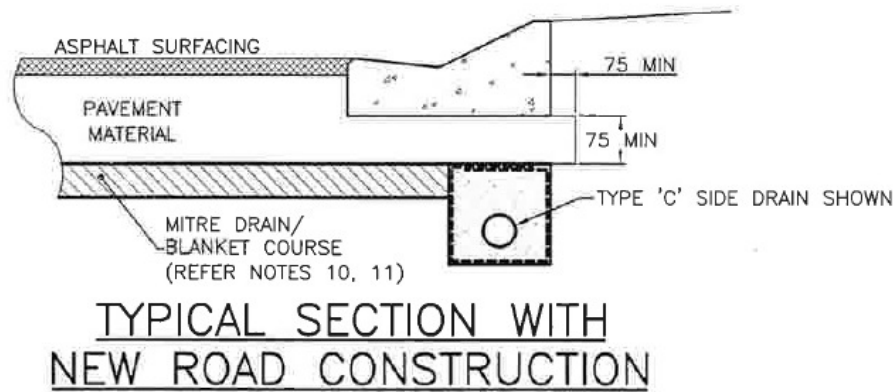 ASPHALT SURFACING
75 MIN
PAVEMENT
MATERIAL
75 MIN
TYPE 'C' SIDE DRAIN SHOWN
MITRE DRAIN/
BLANKET COURSE
(REFER NOTES 10, 11)
TYPICAL SECTION WITH
NEW ROAD CONSTRUCTION